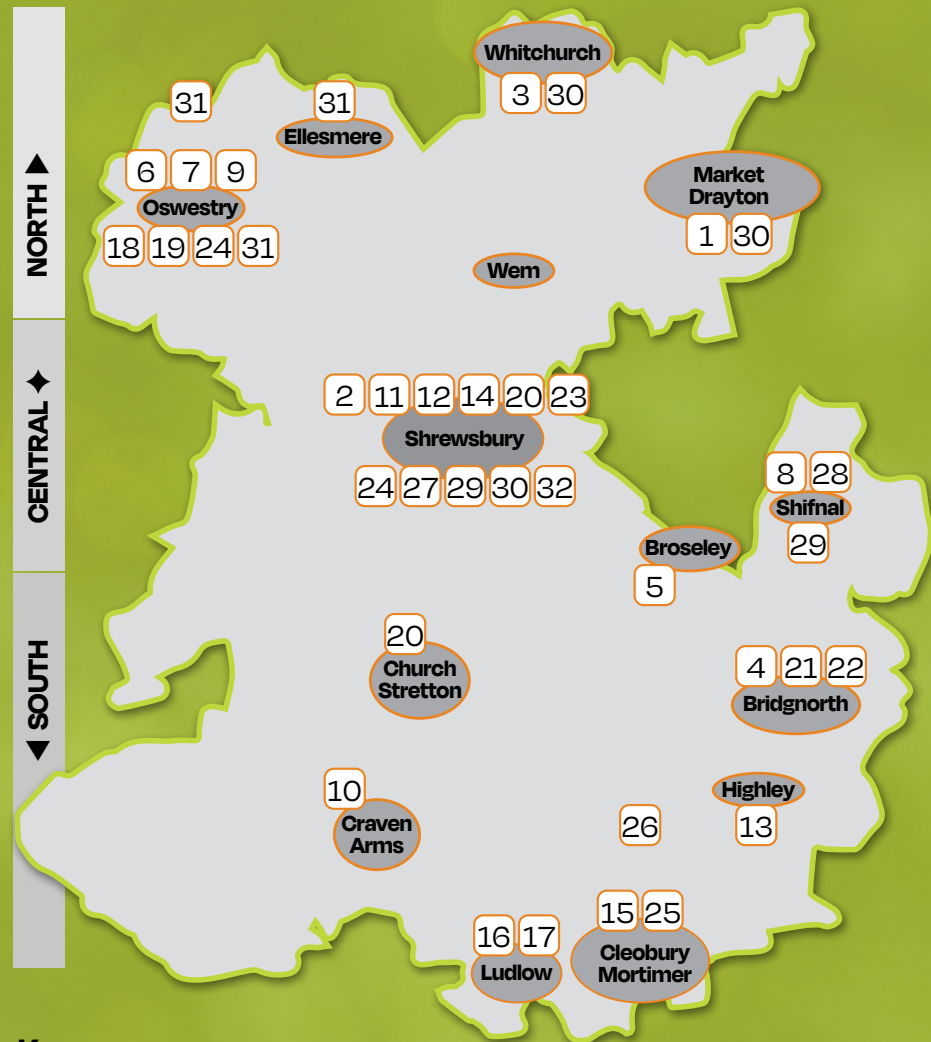 Whitchurch
3 30
31
31
Ellesmere
6 7 9
Oswestry
18 19 24 31
Market
Drayton
1 30
Wem
NORTH
2 11 12 14 20 23
Shrewsbury
24 27 29 30 32
CENTRAL
8 28
Shifnal
29
Broseley
5
20
Church
Stretton
4 21 22
Bridgnorth
SOUTH
10
Craven
Arms
Highley
13
26
15 25
Cleobury
Mortimer
16 17
Ludlow